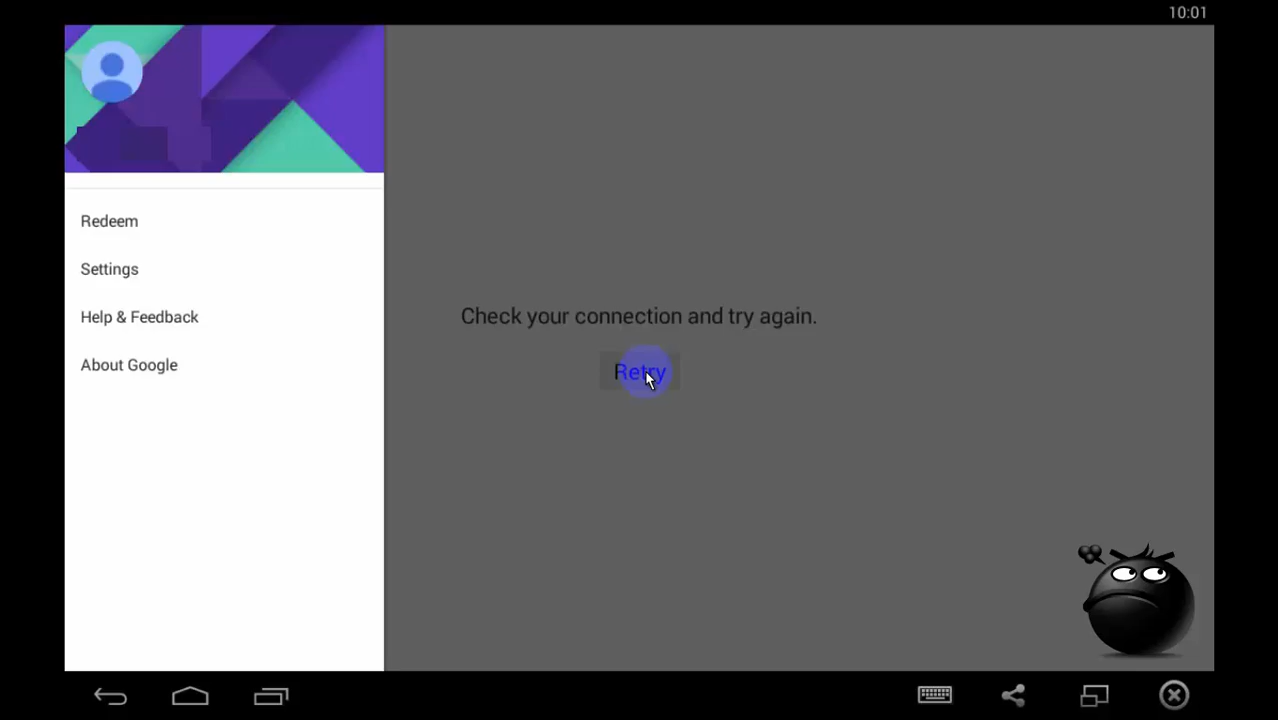 10:01
Redeem
Settings
Help & Feedback
About Google
Check your connection and try again.
Retry